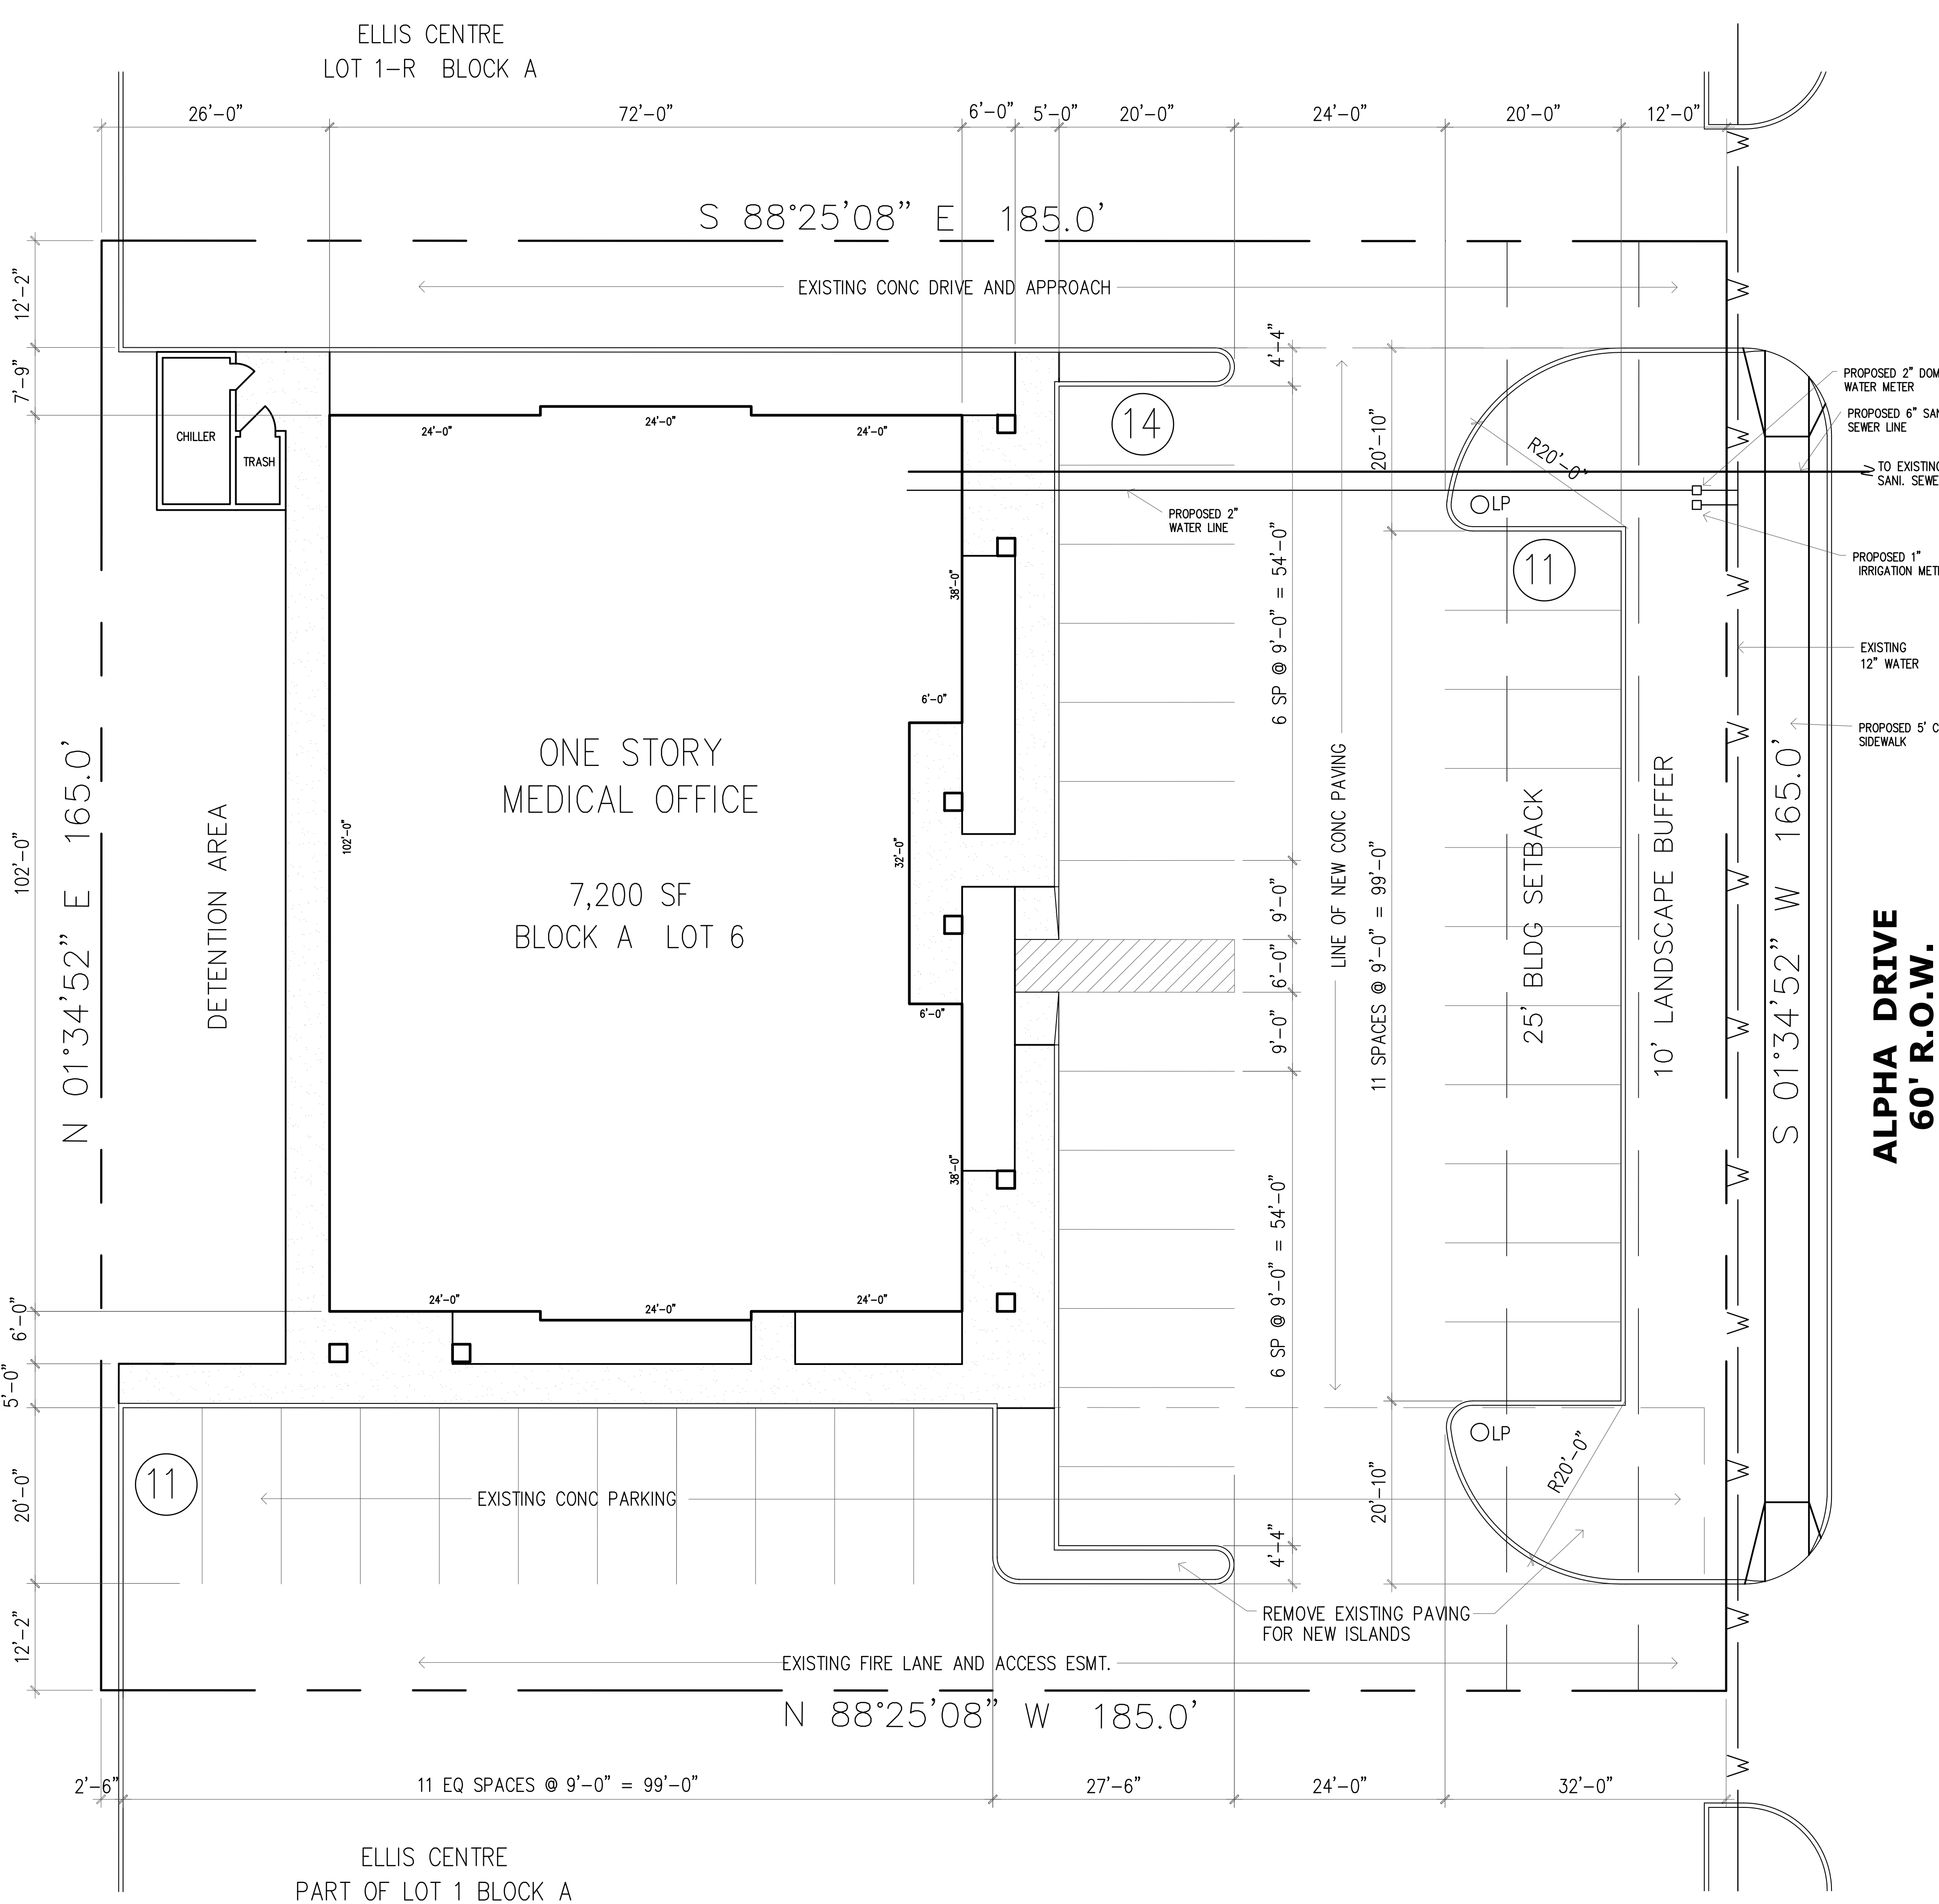 ELLIS CENTRE
LOT 1-R BLOCK A
26'-0"
72'-0"
6'-0"
5'-0"
20'-0"
24'-0"
20'-0"
12'-0"
S 88°25'08" E 185.0'
12'-2"
EXISTING CONC DRIVE AND APPROACH
7'-9"
4'-4"
20'-10"
R20'-0"
CHILLER
TRASH
24'-0"
24'-0"
24'-0"
14
PROPOSED 2" DOM
WATER METER
PROPOSED 6" SAN
SEWER LINE
TO EXISTING
SANI. SEWE
LP
PROPOSED 2"
WATER LINE
11
PROPOSED 1"
IRRIGATION METE
38'-0"
6 SP @ 9'-0" = 54'-0"
EXISTING
12" WATER
6'-0"
PROPOSED 5' C
SIDEWALK
ONE STORY
MEDICAL OFFICE
7,200 SF
BLOCK A LOT 6
102'-0"
N 01°34'52" E 165.0'
DETENTION AREA
102'-0"
32'-0"
9'-0"
6'-0"
9'-0"
LINE OF NEW CONC PAVING
11 SPACES @ 9'-0" = 99'-0"
25' BLDG SETBACK
10' LANDSCAPE BUFFER
S 01°34'52" W 165.0'
ALPHA DRIVE
60' R.O.W.
6'-0"
38'-0"
6 SP @ 9'-0" = 54'-0"
24'-0"
24'-0"
24'-0"
6'-0"
5'-0"
LP
R20'-0"
11
20'-0"
EXISTING CONC PARKING
20'-10"
4'-4"
12'-2"
REMOVE EXISTING PAVING
FOR NEW ISLANDS
EXISTING FIRE LANE AND ACCESS ESMT.
N 88°25'08" W 185.0'
2'-6"
11 EQ SPACES @ 9'-0" = 99'-0"
27'-6"
24'-0"
32'-0"
ELLIS CENTRE
PART OF LOT 1 BLOCK A